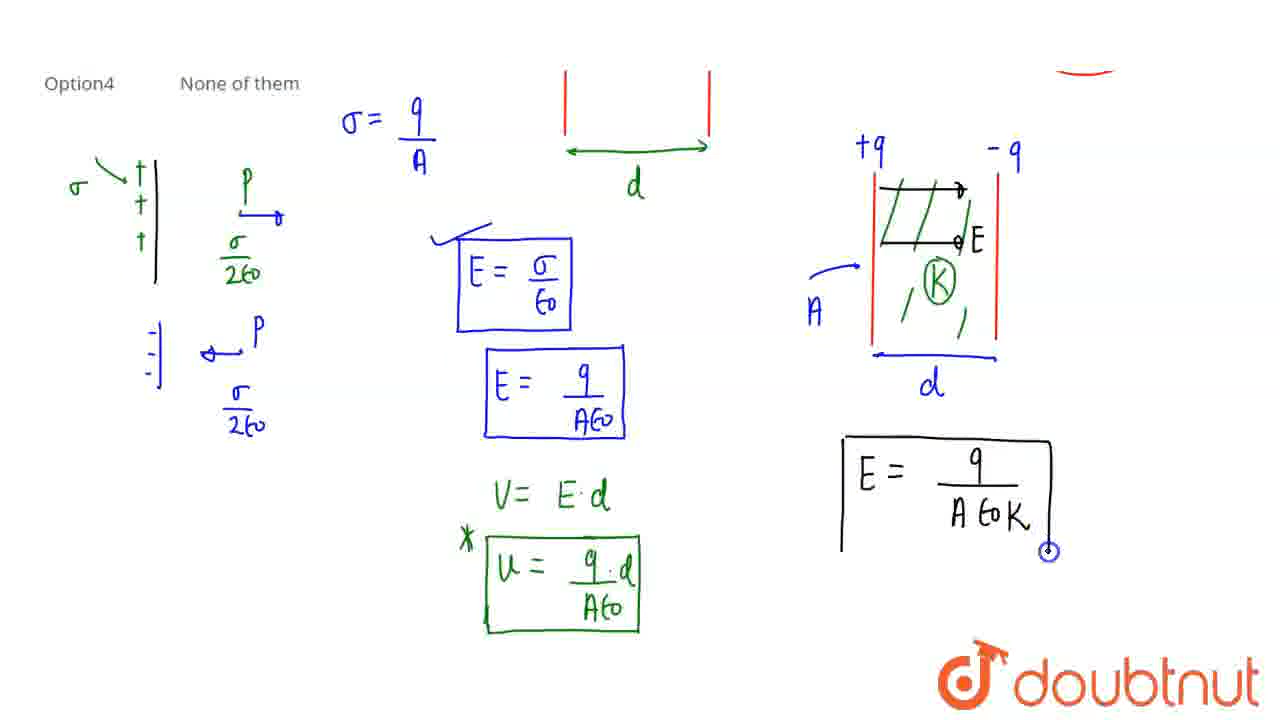 Option4 None of them
σ = q/A
d
σ
+
+
+
P
σ/2ε0
-
-
-
P
σ/2ε0
E = σ/ε0
E = q/Aε0
V = E·d
* V = q·d/Aε0
+q -q
E
K
A
d
E = q/Aε0K
doubtnut